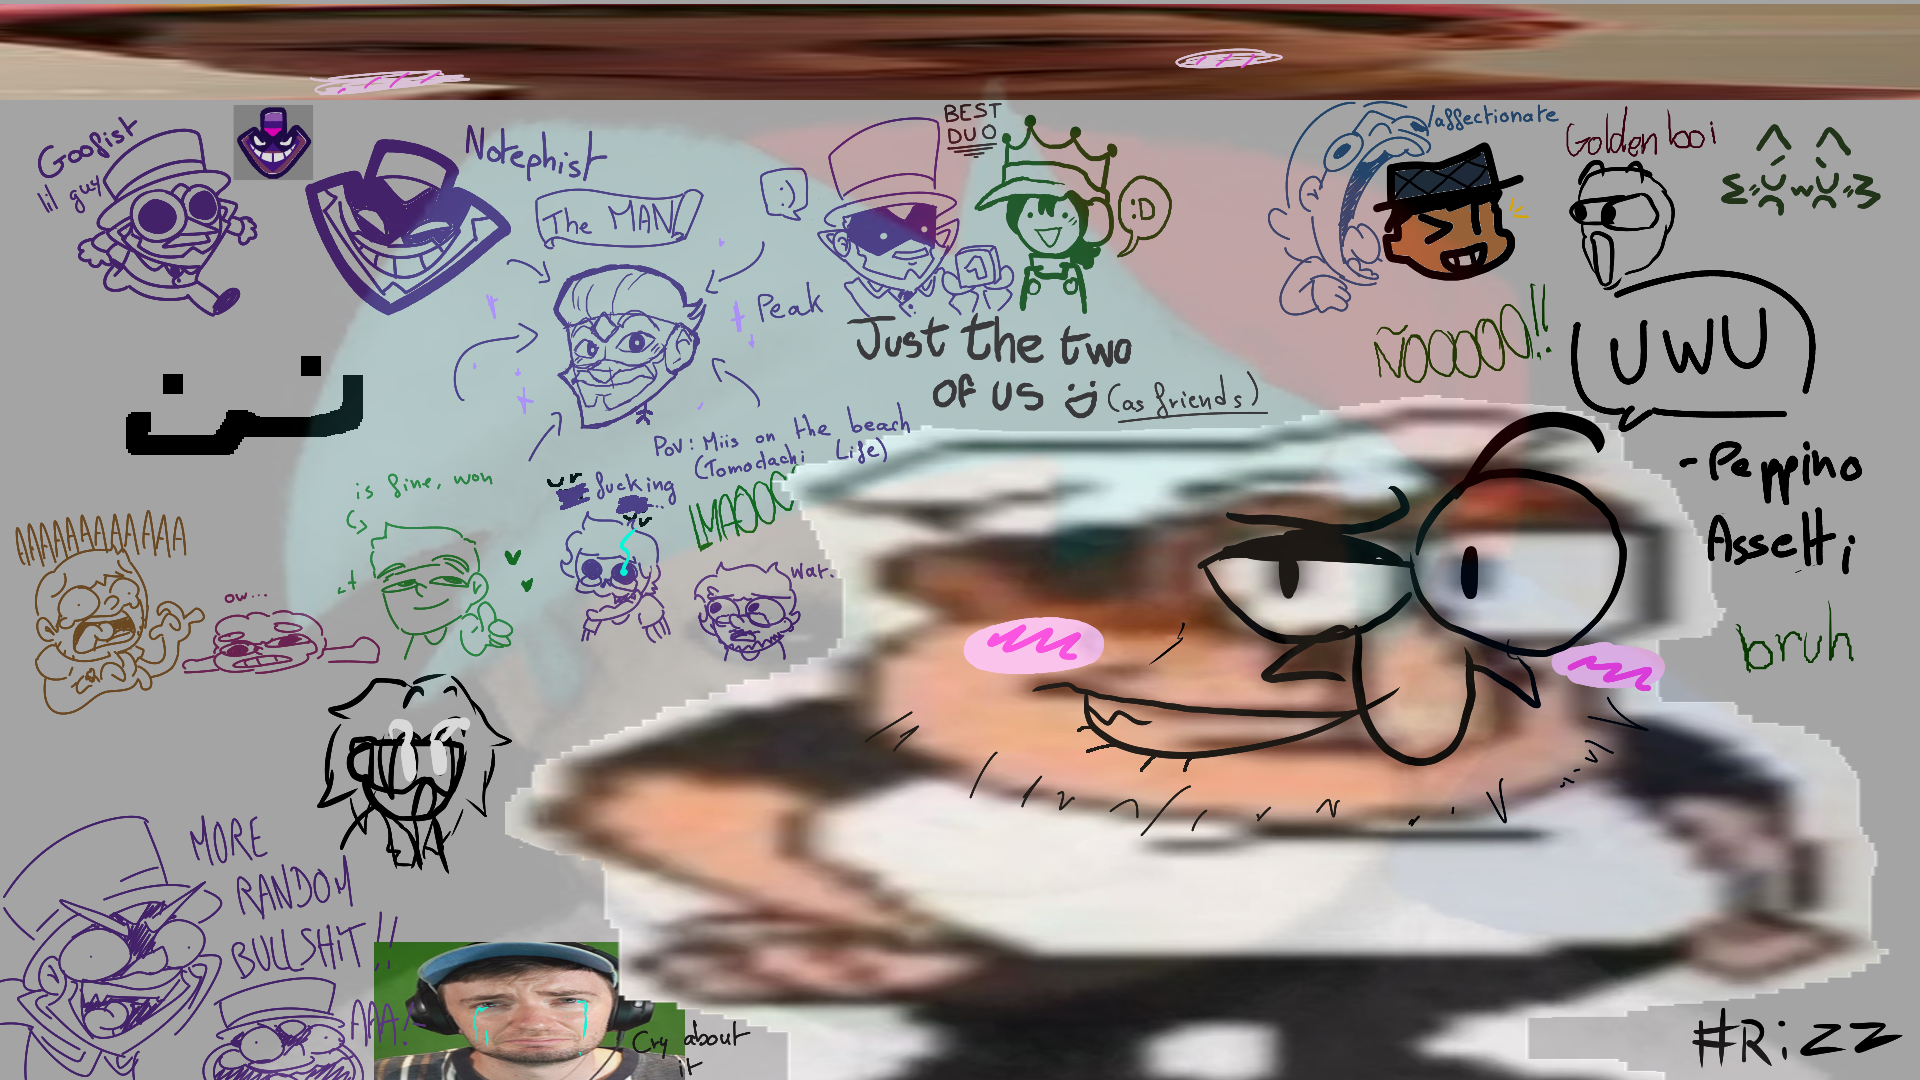 Goofist
lil guy
Notephist
The MAN
:)
BEST
DUO
:D
/affectionate
Golden boi
Peak
Just the two
of us :D (as friends)
ÑOOOOO!!
UWU
-Peppino
Assetti
bruh
POV: Miis on the beach
(Tomodachi Life)
is fine, won
fucking
LMAOOO
AAAAAAAAAAA
ow...
wat.
MORE
RANDOM
BULLSHIT!!
AAA!
Cry about
it
#Rizz